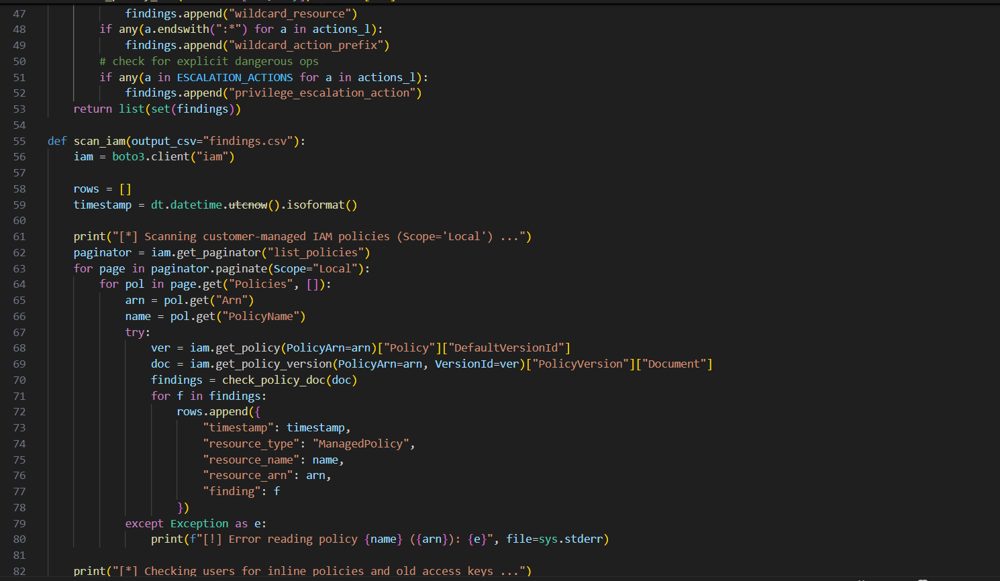 47                 findings.append("wildcard_resource")
48             if any(a.endswith(":*") for a in actions_l):
49                 findings.append("wildcard_action_prefix")
50             # check for explicit dangerous ops
51             if any(a in ESCALATION_ACTIONS for a in actions_l):
52                 findings.append("privilege_escalation_action")
53         return list(set(findings))
54
55     def scan_iam(output_csv="findings.csv"):
56         iam = boto3.client("iam")
57
58         rows = []
59         timestamp = dt.datetime.utcnow().isoformat()
60
61         print("[*] Scanning customer-managed IAM policies (Scope='Local') ...")
62         paginator = iam.get_paginator("list_policies")
63         for page in paginator.paginate(Scope="Local"):
64             for pol in page.get("Policies", []):
65                 arn = pol.get("Arn")
66                 name = pol.get("PolicyName")
67                 try:
68                     ver = iam.get_policy(PolicyArn=arn)["Policy"]["DefaultVersionId"]
69                     doc = iam.get_policy_version(PolicyArn=arn, VersionId=ver)["PolicyVersion"]["Document"]
70                     findings = check_policy_doc(doc)
71                     for f in findings:
72                         rows.append({
73                             "timestamp": timestamp,
74                             "resource_type": "ManagedPolicy",
75                             "resource_name": name,
76                             "resource_arn": arn,
77                             "finding": f
78                         })
79                 except Exception as e:
80                     print(f"[!] Error reading policy {name} ({arn}): {e}", file=sys.stderr)
81
82         print("[*] Checking users for inline policies and old access keys ...")